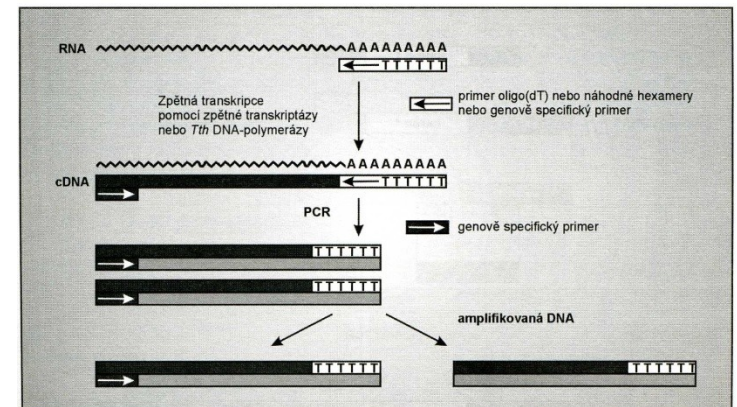 RNA
AAAAAAAAA
TTTTTT
Zpětná transkripce
pomocí zpětné transkriptázy
nebo Tth DNA-polymerázy
primer oligo(dT) nebo náhodné hexamery
nebo genově specifický primer
AAAAAAAAA
cDNA
TTTTTT
PCR
genově specifický primer
TTTTTT
TTTTTT
amplifikovaná DNA
TTTTTT
TTTTTT